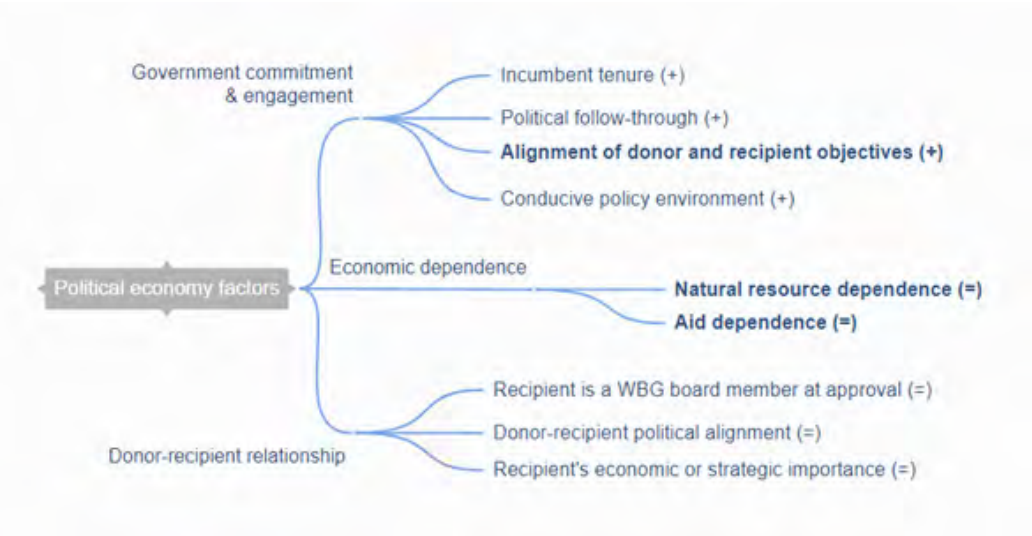 Government commitment
& engagement
Incumbent tenure (+)
Political follow-through (+)
Alignment of donor and recipient objectives (+)
Conducive policy environment (+)
Political economy factors
Economic dependence
Natural resource dependence (=)
Aid dependence (=)
Donor-recipient relationship
Recipient is a WBG board member at approval (=)
Donor-recipient political alignment (=)
Recipient's economic or strategic importance (=)